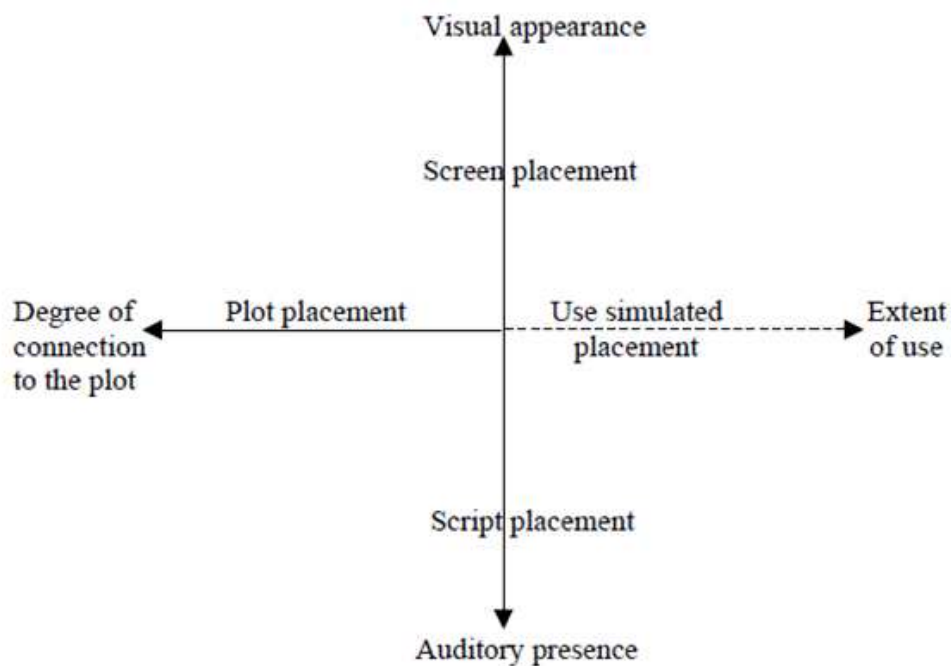 Visual appearance
Screen placement
Degree of
connection
to the plot
Plot placement
Use simulated
placement
Extent
of use
Script placement
Auditory presence